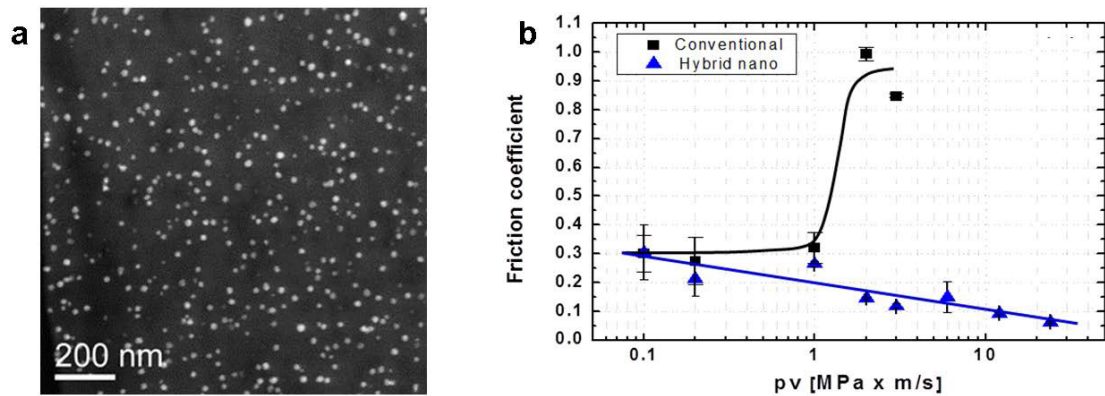 a
200 nm
b
Friction coefficient
1.1
1.0
0.9
0.8
0.7
0.6
0.5
0.4
0.3
0.2
0.1
0.0
Conventional
Hybrid nano
0.1 1 10
pv [MPa x m/s]